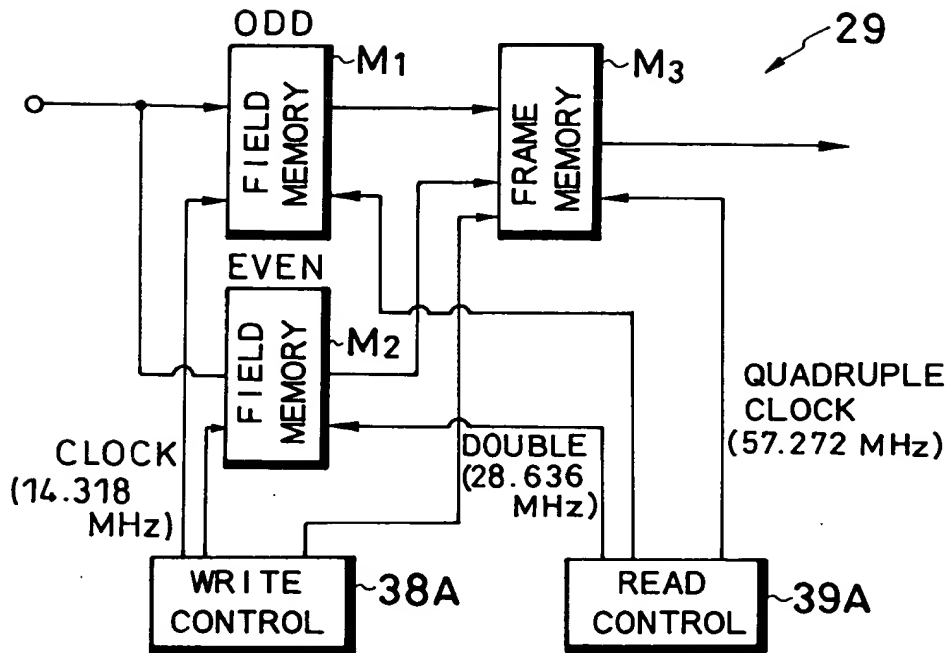 ODD
M1
FIELD
MEMORY
FRAME
MEMORY
M3
29
EVEN
FIELD
MEMORY
M2
CLOCK
(14.318
MHz)
DOUBLE
(28.636
MHz)
QUADRUPLE
CLOCK
(57.272 MHz)
WRITE
CONTROL
38A
READ
CONTROL
39A